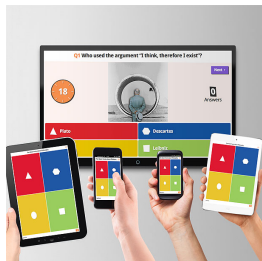 Q1 Who used the argument "I think, therefore I exist"?
Next
18
0
Answers
Plato
Descartes
Leibniz